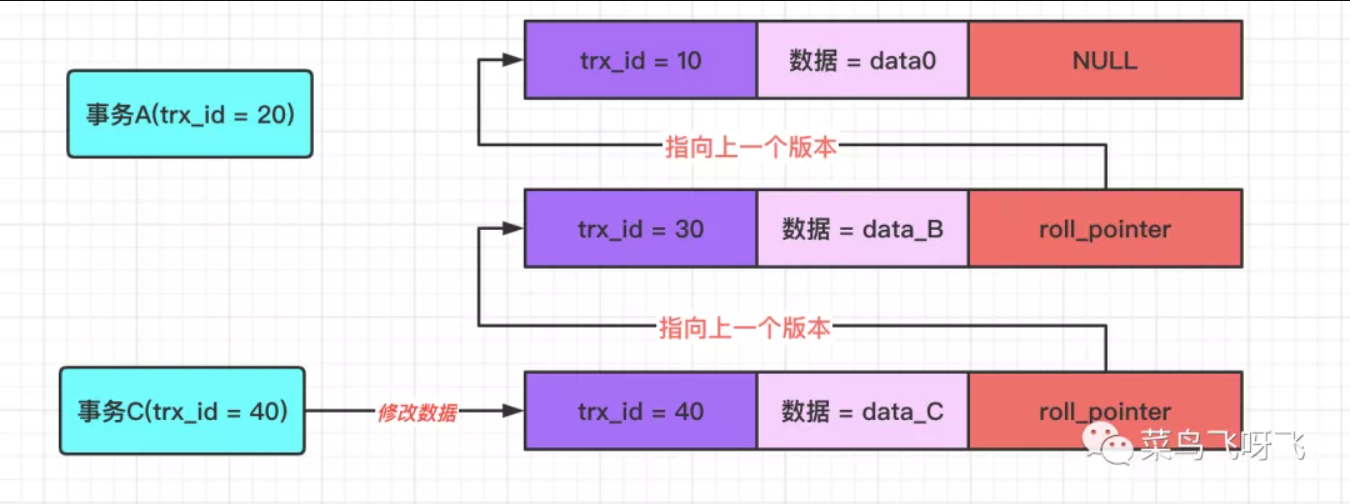 trx_id = 10
数据 = data0
NULL
事务A(trx_id = 20)
指向上一个版本
trx_id = 30
数据 = data_B
roll_pointer
指向上一个版本
事务C(trx_id = 40)
修改数据
trx_id = 40
数据 = data_C
roll_pointer
菜鸟飞呀飞